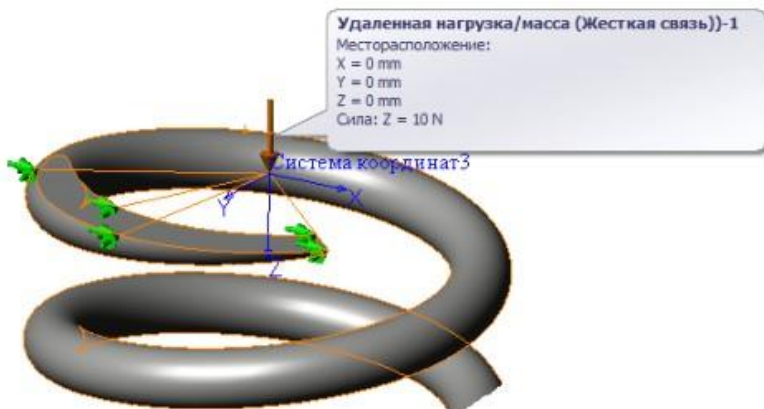 Удаленная нагрузка/масса (Жесткая связь))-1
Месторасположение:
X = 0 mm
Y = 0 mm
Z = 0 mm
Сила: Z = 10 N
Система координат3
X
Y
Z